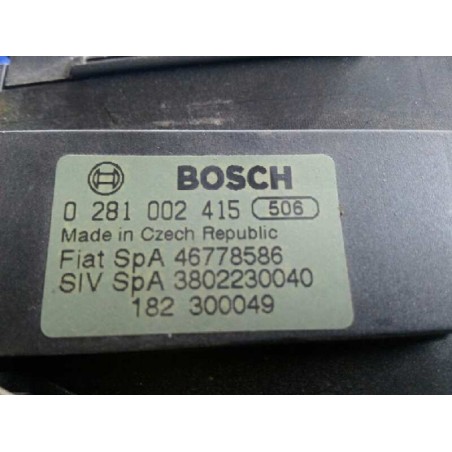 BOSCH
0 281 002 415 506
Made in Czech Republic
Fiat SpA 46778586
SIV SpA 3802230040
182 300049